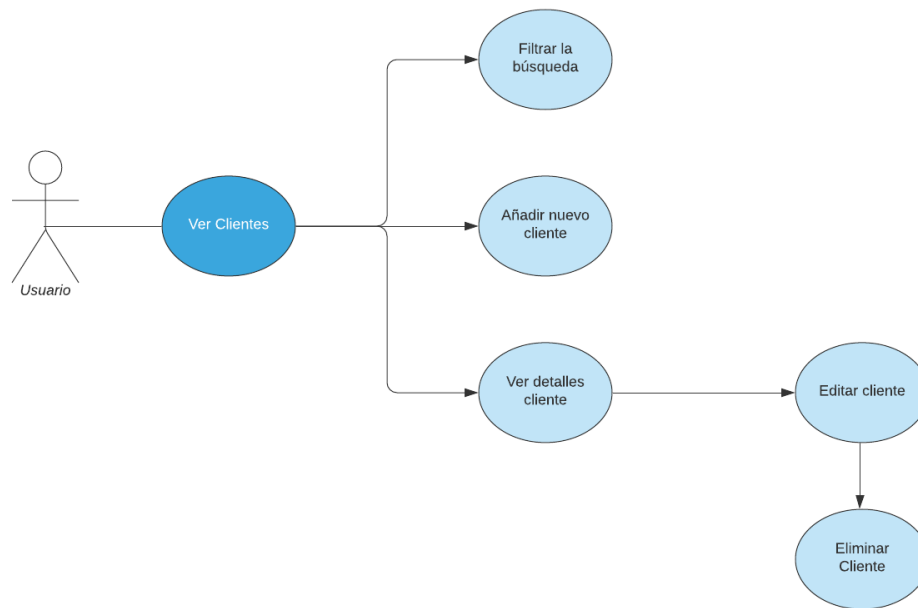 Filtrar la
búsqueda
Ver Clientes
Añadir nuevo
cliente
Usuario
Ver detalles
cliente
Editar cliente
Eliminar
Cliente